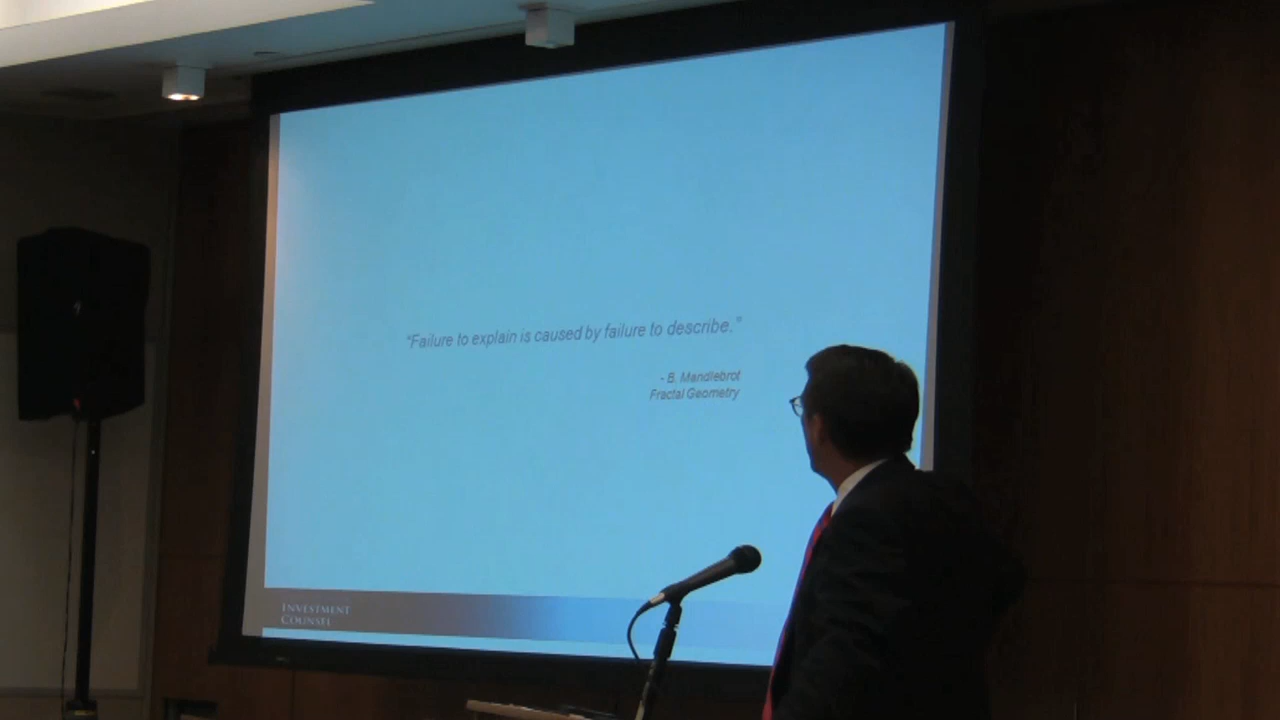 "Failure to explain is caused by failure to describe."
- B. Mandlebrot
Fractal Geometry
INVESTMENT
COUNSEL